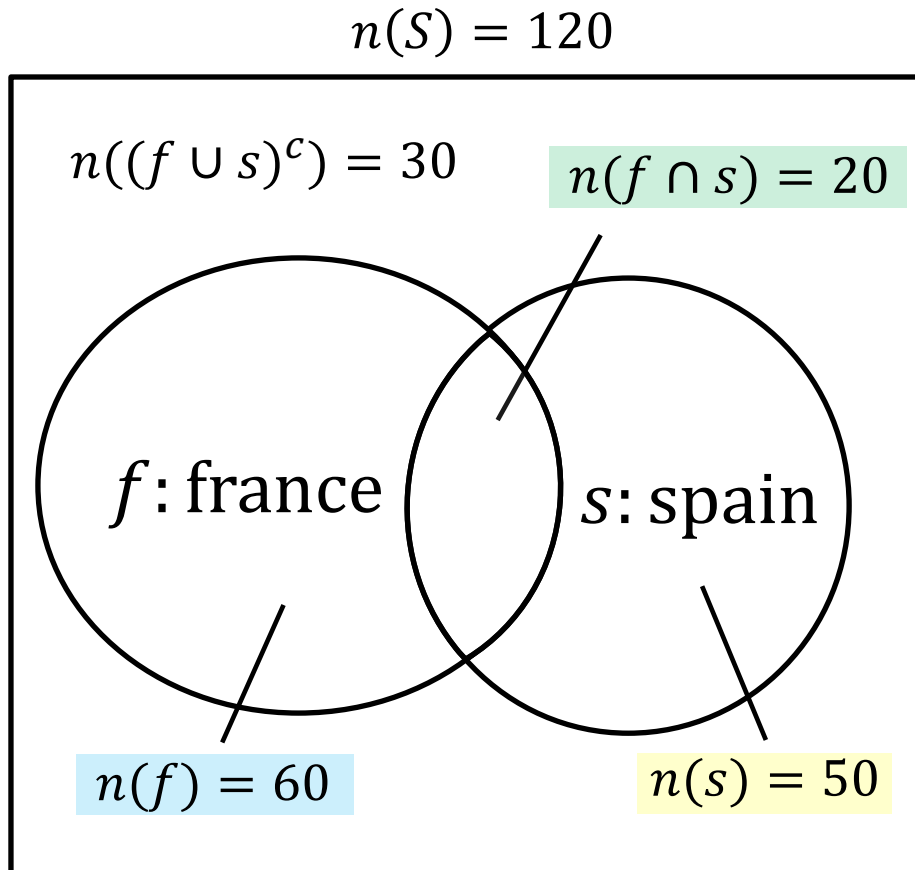 n(S) = 120
n((f ∪ s)ᶜ) = 30
n(f ∩ s) = 20
f: france
s: spain
n(f) = 60
n(s) = 50